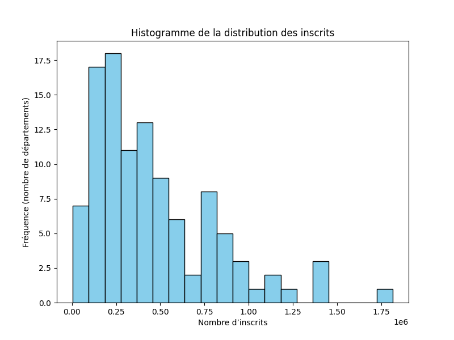 Histogramme de la distribution des inscrits
Fréquence (nombre de départements)
17.5
15.0
12.5
10.0
7.5
5.0
2.5
0.0
0.00 0.25 0.50 0.75 1.00 1.25 1.50 1.75
1e6
Nombre d'inscrits